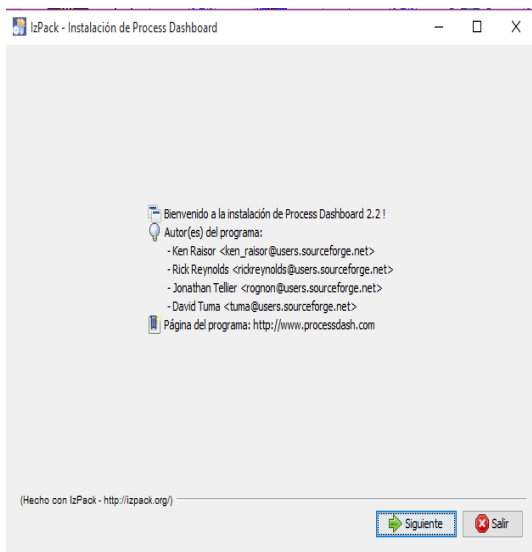 IzPack - Instalación de Process Dashboard
Bienvenido a la instalación de Process Dashboard 2.2 !
Autor(es) del programa:
- Ken Raisor <ken_raisor@users.sourceforge.net>
- Rick Reynolds <rickreynolds@users.sourceforge.net>
- Jonathan Tellier <rognon@users.sourceforge.net>
- David Tuma <tuma@users.sourceforge.net>
Página del programa: http://www.processdash.com
(Hecho con IzPack - http://izpack.org/)
Siguiente
Salir